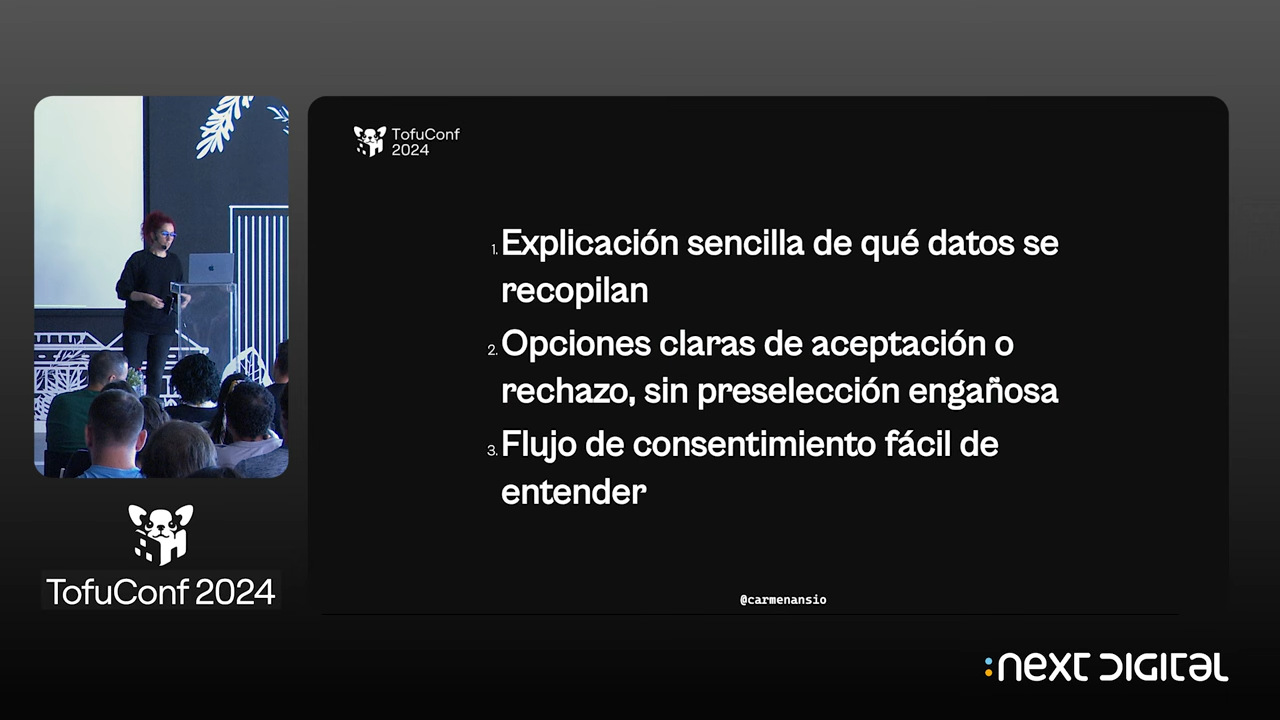 TofuConf
2024
1. Explicación sencilla de qué datos se
recopilan
2. Opciones claras de aceptación o
rechazo, sin preselección engañosa
3. Flujo de consentimiento fácil de
entender
@carmenansio
TofuConf 2024
:next DIGITAL